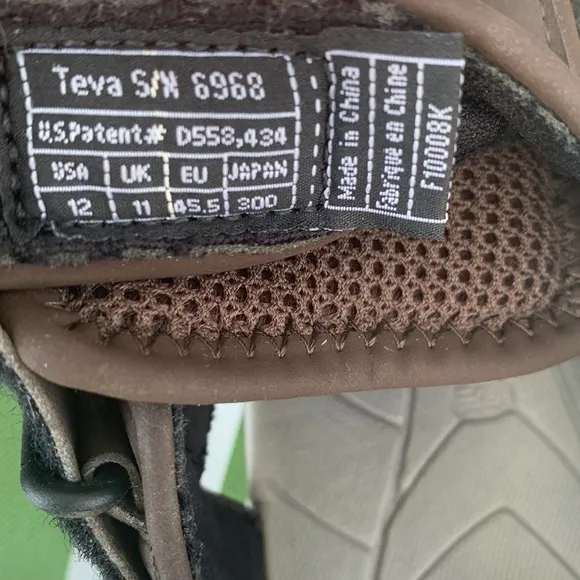 Teva S/N 6968
U.S.Patent# D558,434
USA UK EU JAPAN
12 11 45.5 300
Made in China
Fabrique en Chine
F10008K